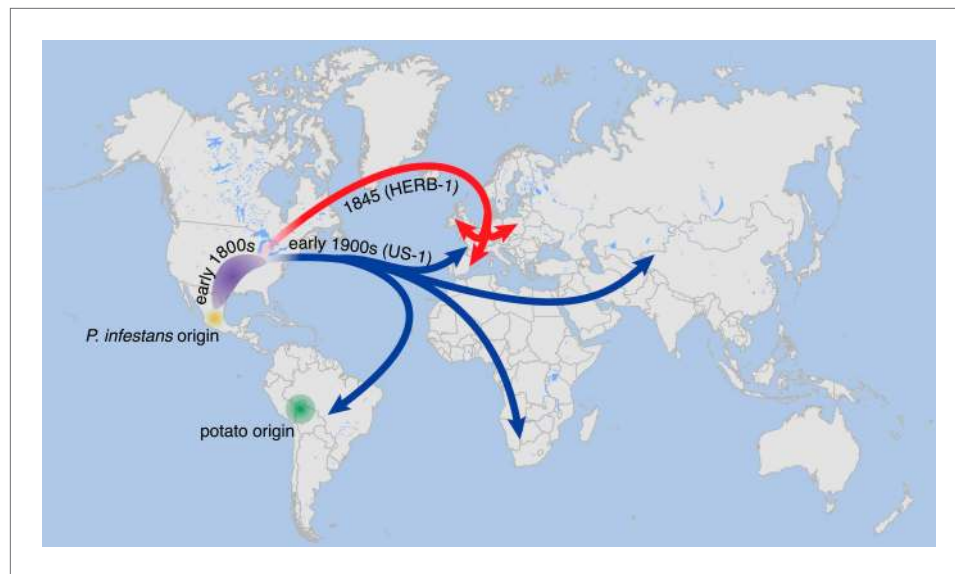 1845 (HERB-1)
early 1800s
early 1900s (US-1)
P. infestans origin
potato origin